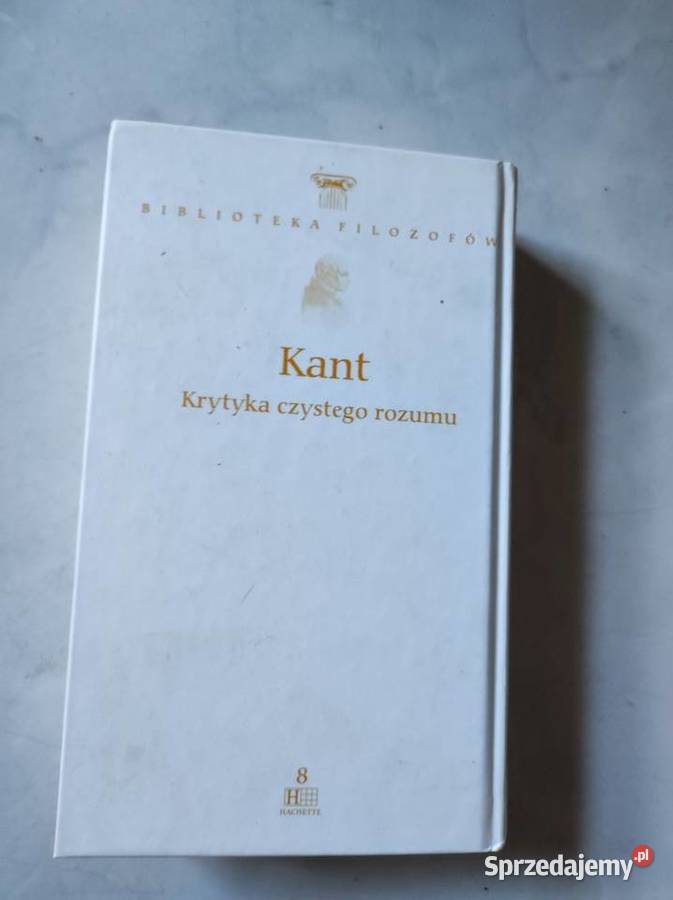 BIBLIOTEKA FILOZOFÓW
Kant
Krytyka czystego rozumu
8
H
HACHETTE
Sprzedajemy.pl